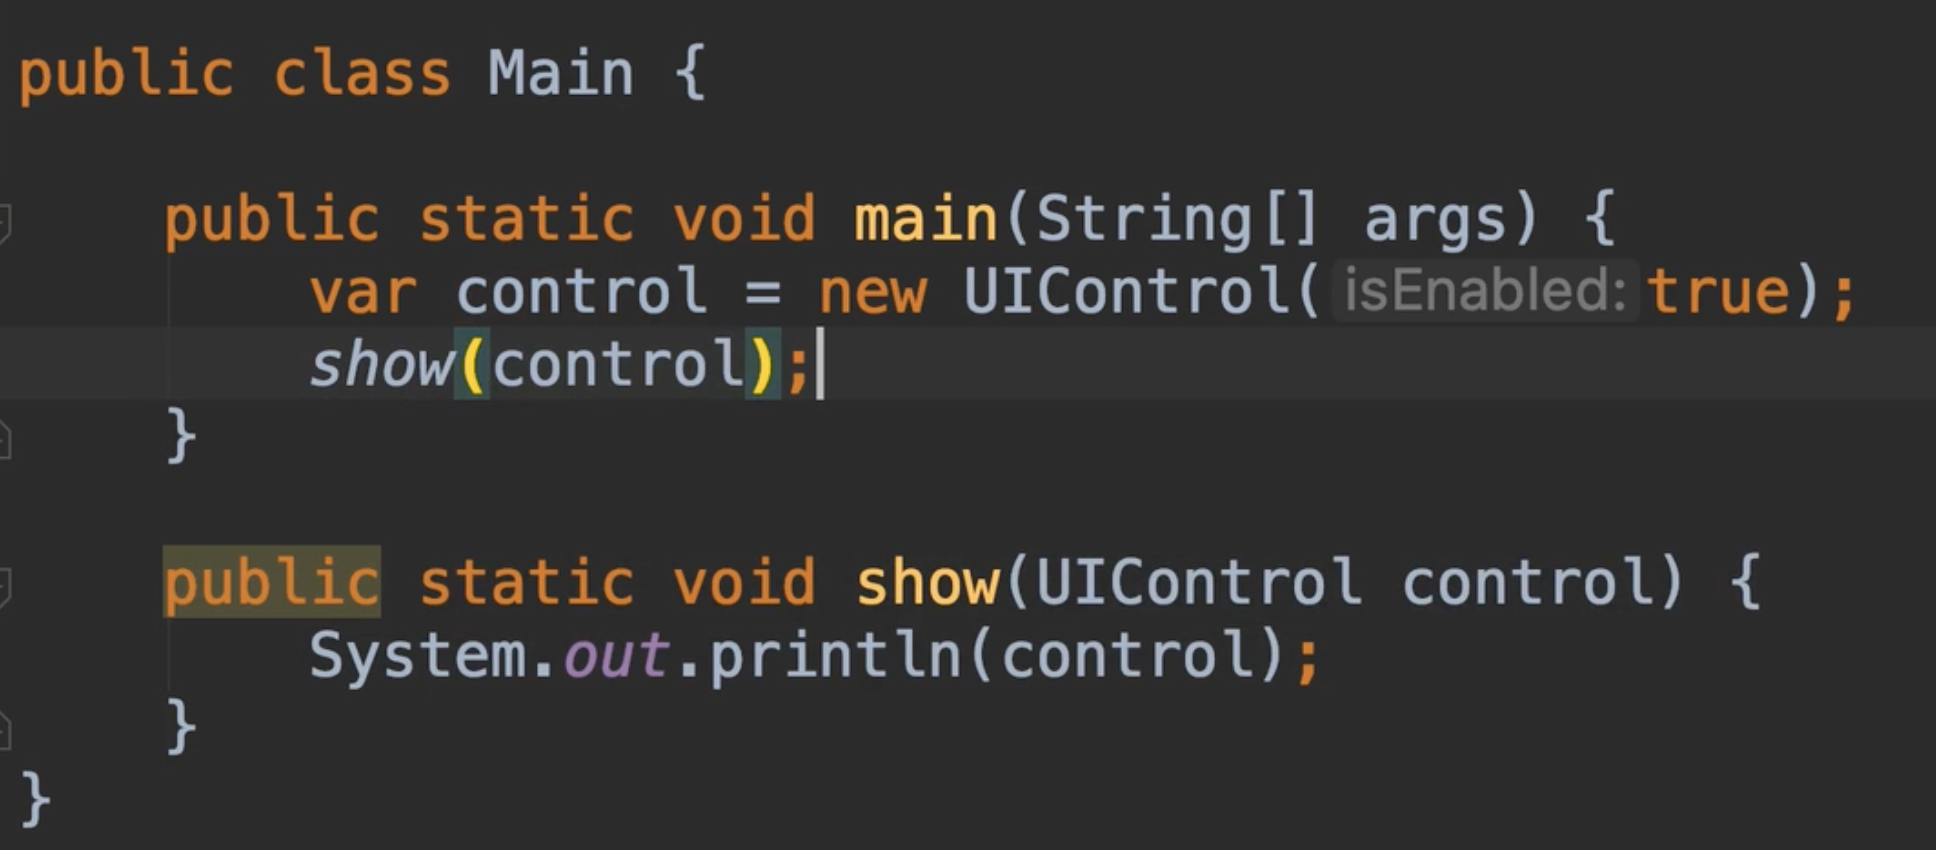 public class Main {
public static void main(String[] args) {
var control = new UIControl( isEnabled: true);
show(control);
}
public static void show(UIControl control) {
System.out.println(control);
}
}